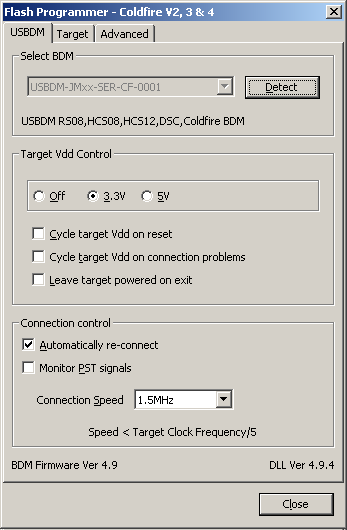 Flash Programmer - Coldfire V2, 3 & 4
USBDM Target Advanced
Select BDM
USBDM-JMxx-SER-CF-0001 Detect
USBDM RS08,HCS08,HCS12,DSC,Coldfire BDM
Target Vdd Control
Off 3.3V 5V
Cycle target Vdd on reset
Cycle target Vdd on connection problems
Leave target powered on exit
Connection control
Automatically re-connect
Monitor PST signals
Connection Speed 1.5MHz
Speed < Target Clock Frequency/5
BDM Firmware Ver 4.9 DLL Ver 4.9.4
Close